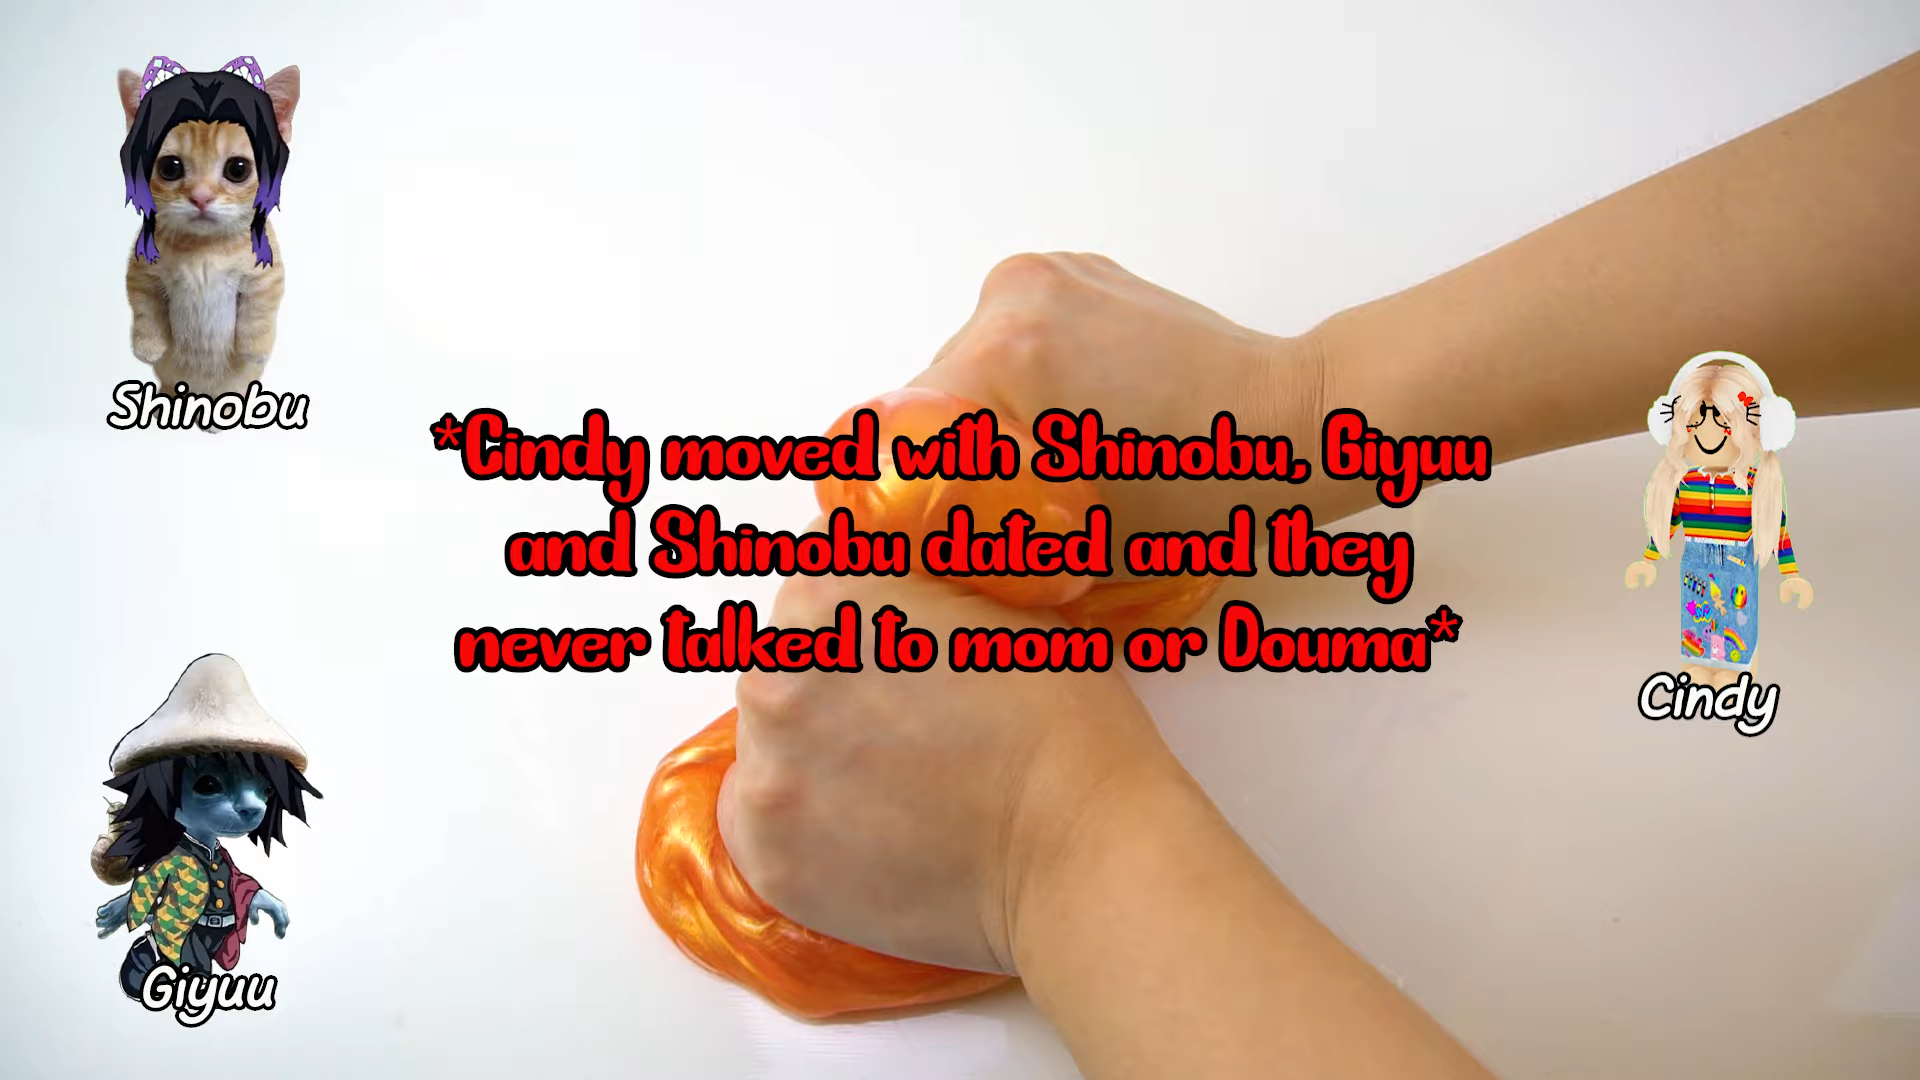 Shinobu
*Cindy moved with Shinobu, Giyuu
and Shinobu dated and they
never talked to mom or Douma*
Cindy
Giyuu